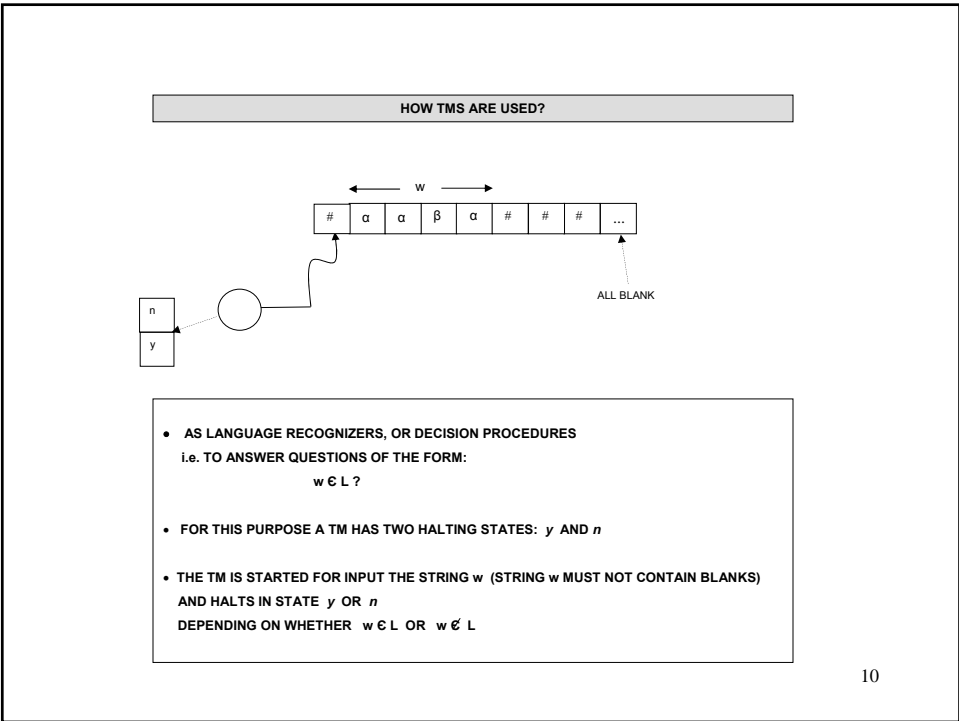 HOW TMS ARE USED?
w
# α α β α # # # ...
ALL BLANK
n
y
• AS LANGUAGE RECOGNIZERS, OR DECISION PROCEDURES
i.e. TO ANSWER QUESTIONS OF THE FORM:
w Є L ?
• FOR THIS PURPOSE A TM HAS TWO HALTING STATES: y AND n
• THE TM IS STARTED FOR INPUT THE STRING w (STRING w MUST NOT CONTAIN BLANKS)
AND HALTS IN STATE y OR n
DEPENDING ON WHETHER w Є L OR w Є̸ L
10